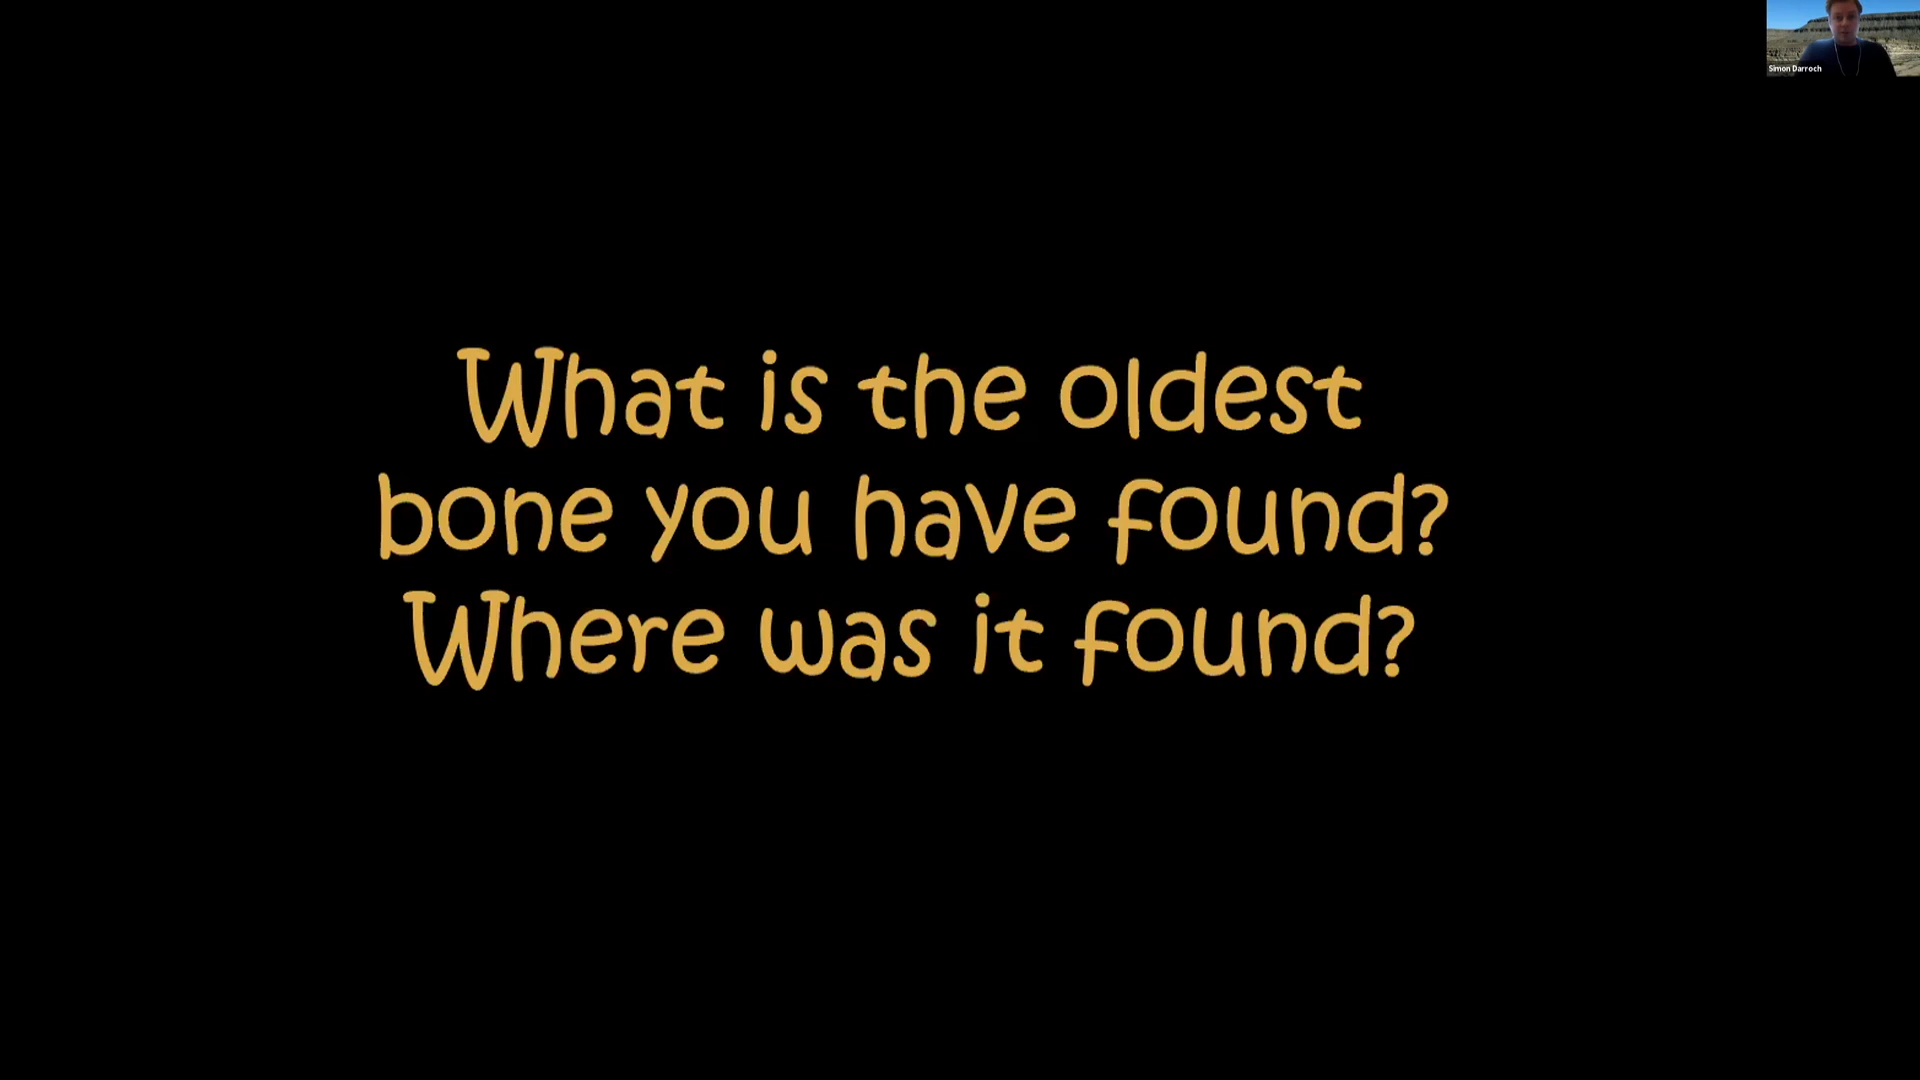 Simon Darroch
What is the oldest
bone you have found?
Where was it found?